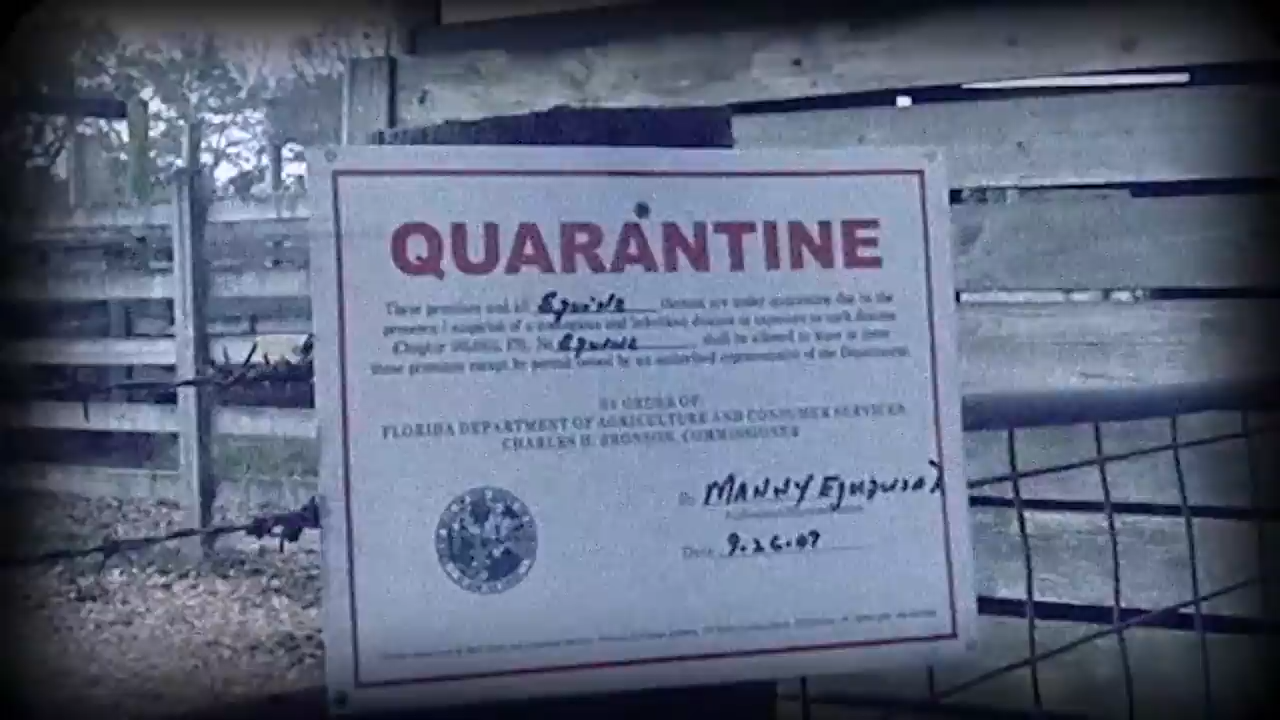 QUARANTINE
These premises and all Equine thereon are under quarantine due to the
presence / suspicion of a contagious and infectious disease or exposure to such disease
(Chapter FS). No Equine shall be allowed to leave or enter
these premises except by permit issued by an authorized representative of the Department.
BY ORDER OF:
FLORIDA DEPARTMENT OF AGRICULTURE AND CONSUMER SERVICES
CHARLES H. BRONSON, COMMISSIONER
By MANNY
Date 9.26.07